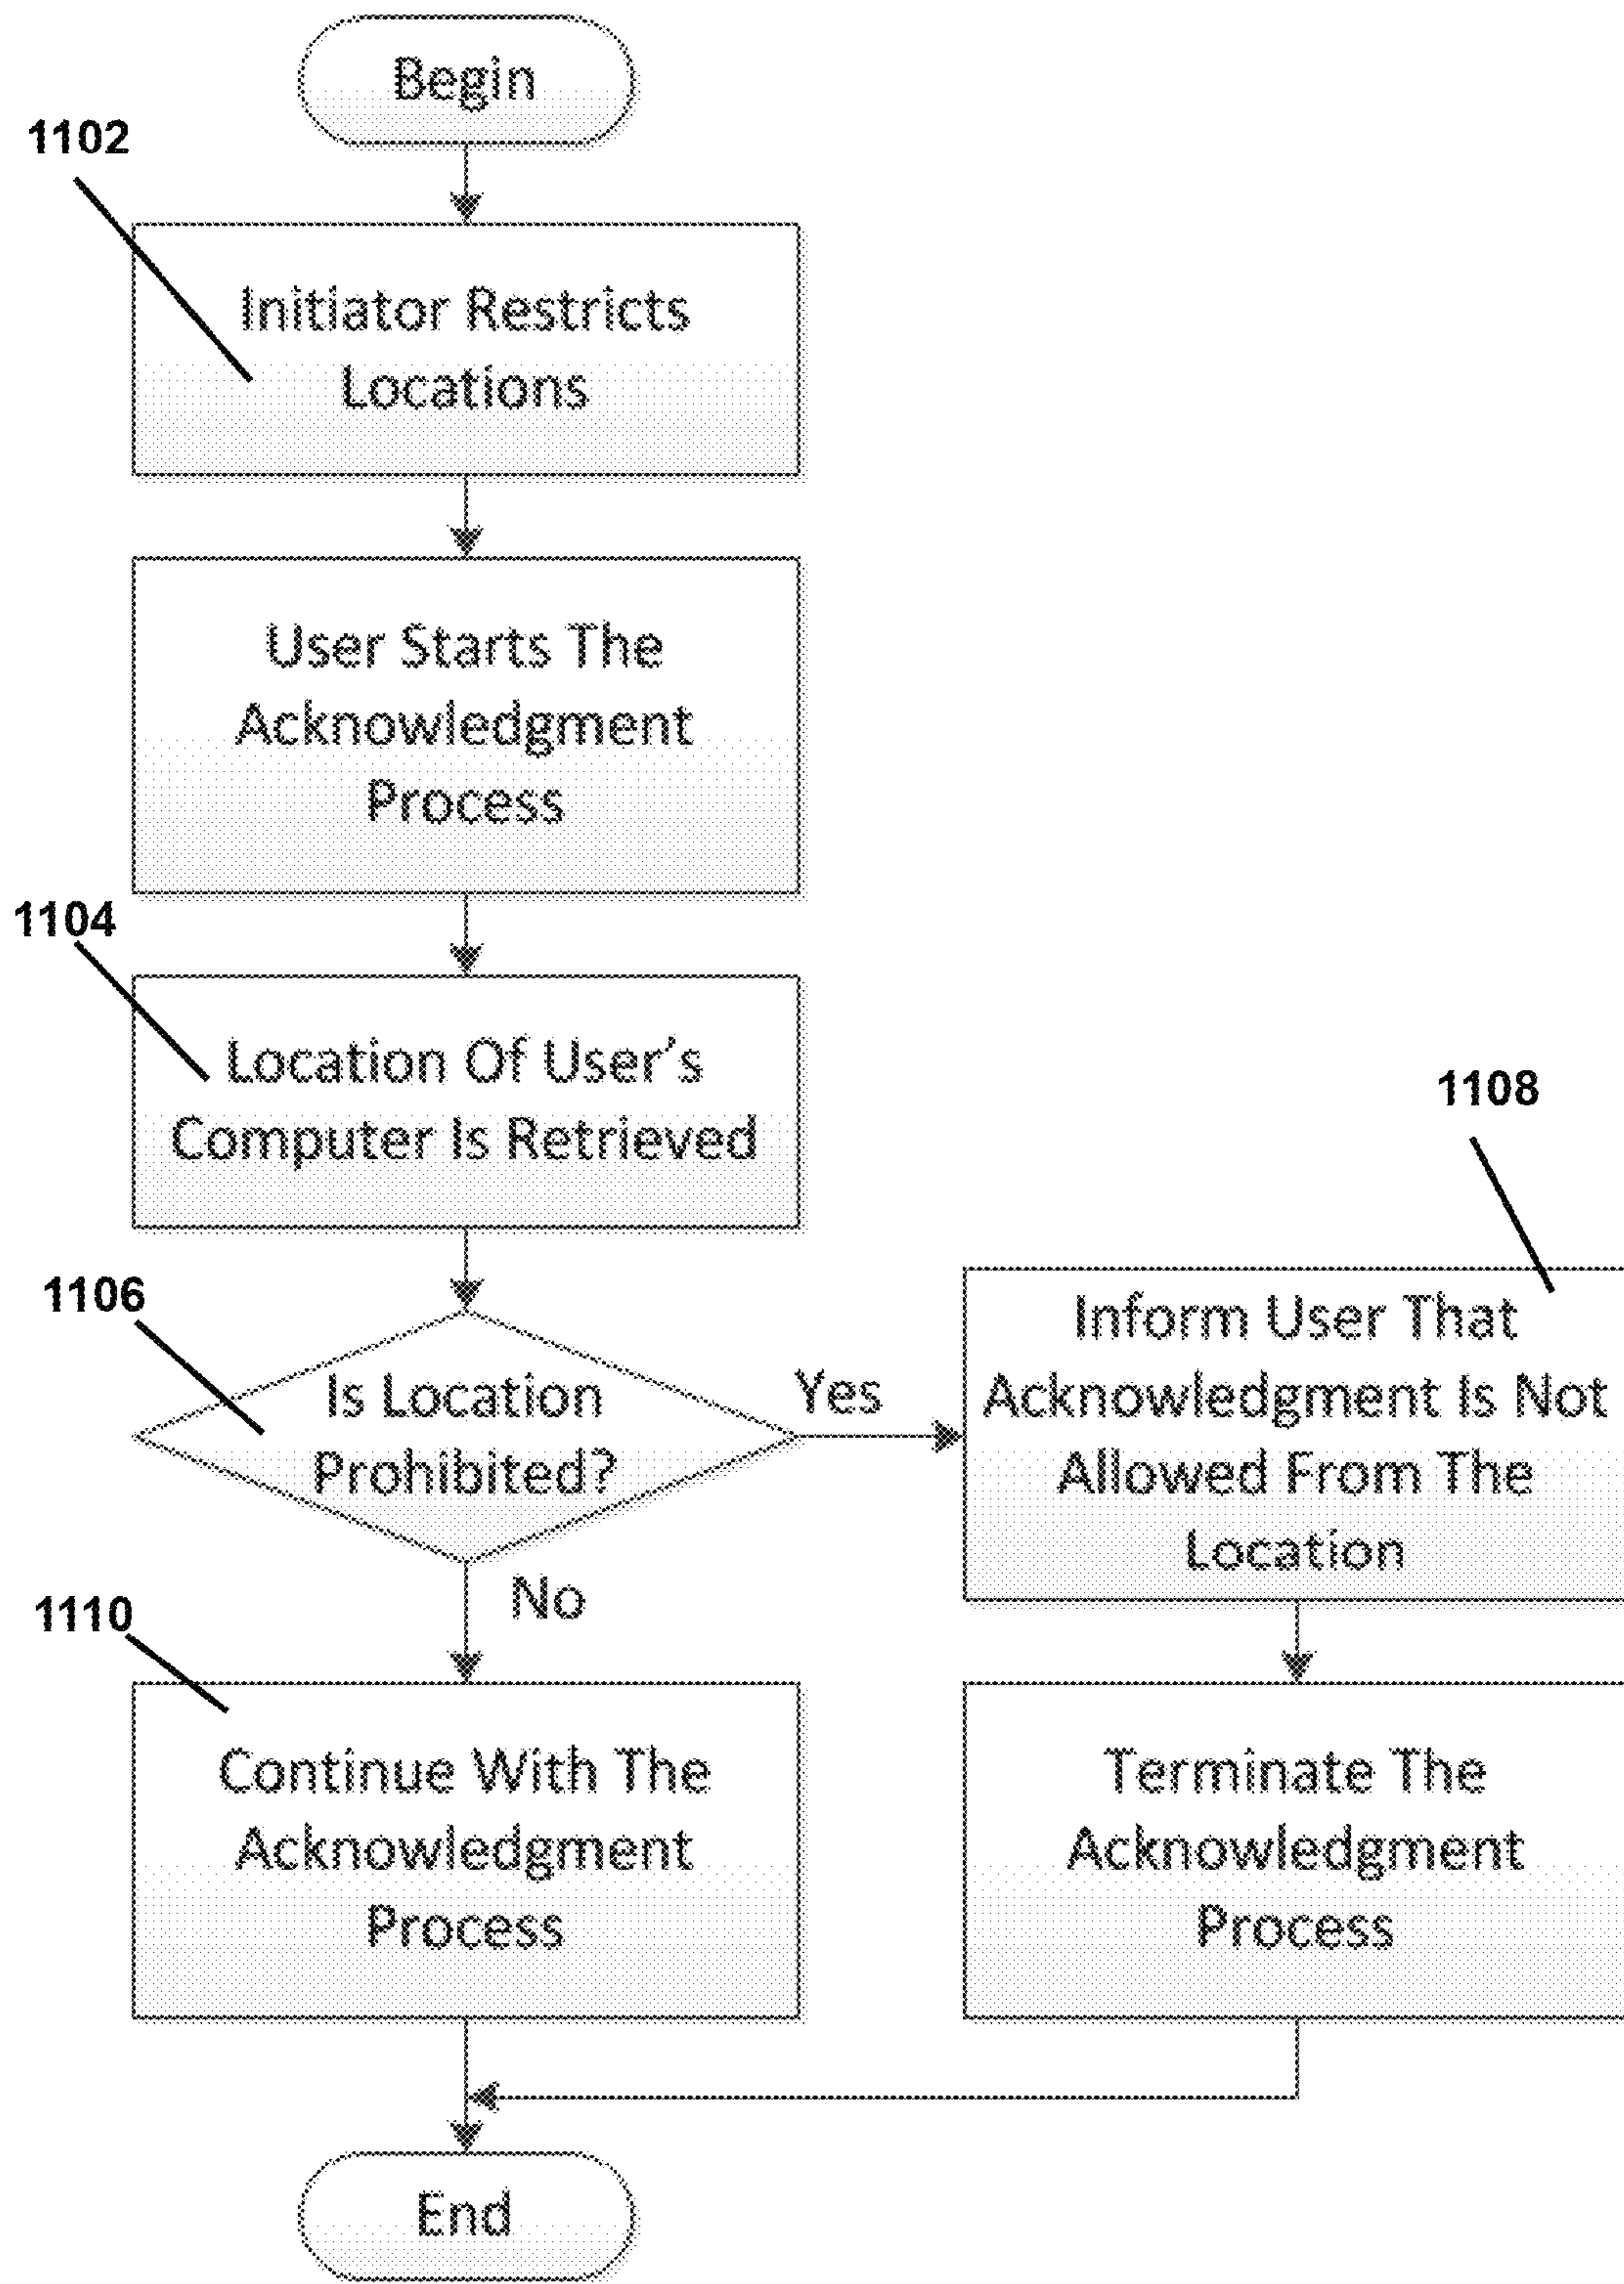 Begin
1102
Initiator Restricts
Locations
User Starts The
Acknowledgment
Process
1104
Location Of User's
Computer Is Retrieved
1106
Is Location
Prohibited?
Yes
1108
Inform User That
Acknowledgment Is Not
Allowed From The
Location
No
1110
Continue With The
Acknowledgment
Process
Terminate The
Acknowledgment
Process
End